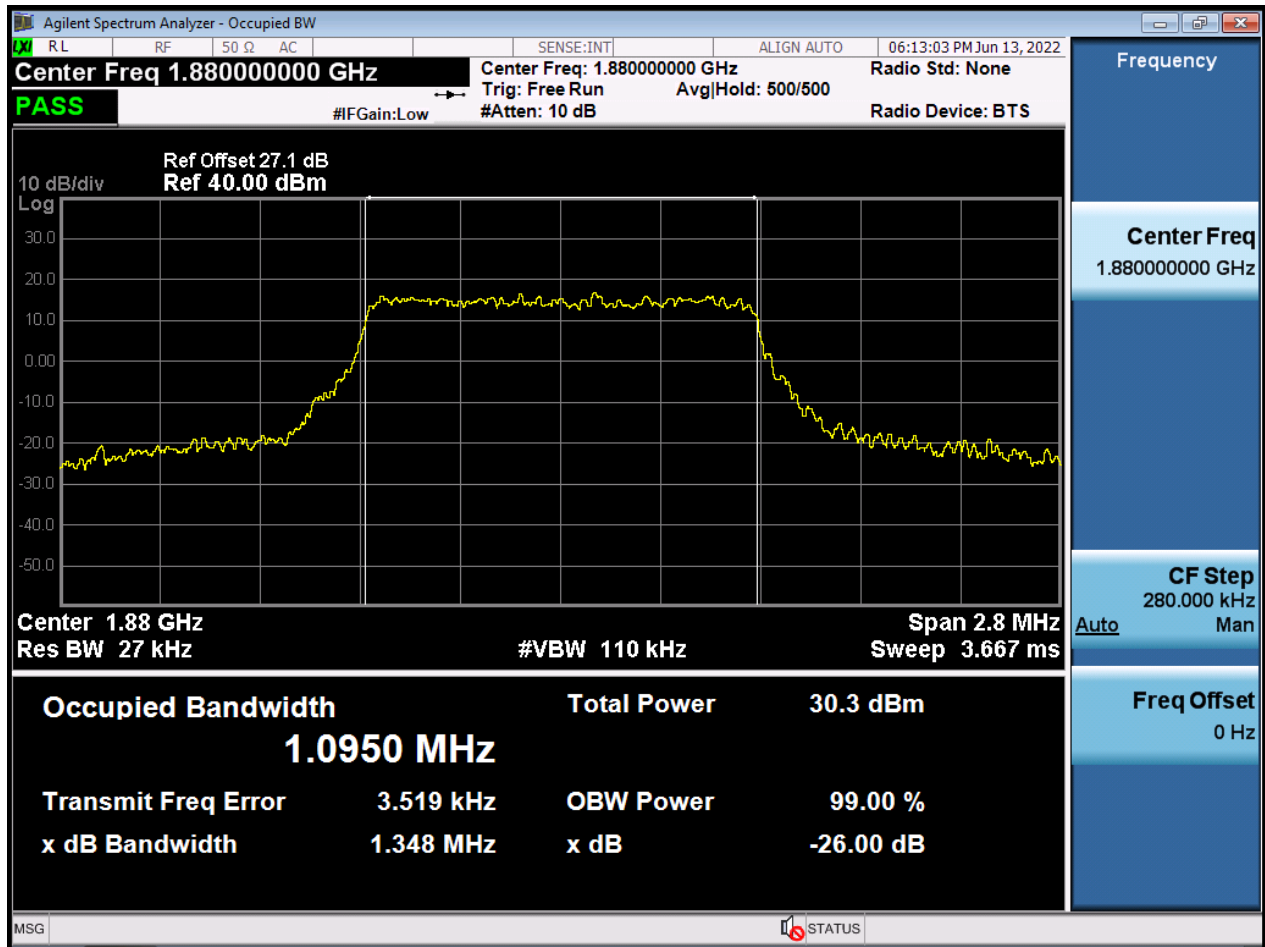 Agilent Spectrum Analyzer - Occupied BW
LXI RL RF 50 Ω AC SENSE:INT ALIGN AUTO 06:13:03 PM Jun 13, 2022
Center Freq 1.880000000 GHz
Center Freq: 1.880000000 GHz
Radio Std: None
Trig: Free Run Avg|Hold: 500/500
PASS
#IFGain:Low
#Atten: 10 dB
Radio Device: BTS
Ref Offset 27.1 dB
10 dB/div Ref 40.00 dBm
Log
30.0
20.0
10.0
0.00
-10.0
-20.0
-30.0
-40.0
-50.0
Center 1.88 GHz Span 2.8 MHz
Res BW 27 kHz #VBW 110 kHz Sweep 3.667 ms
Occupied Bandwidth Total Power 30.3 dBm
1.0950 MHz
Transmit Freq Error 3.519 kHz OBW Power 99.00 %
x dB Bandwidth 1.348 MHz x dB -26.00 dB
MSG STATUS
Frequency
Center Freq
1.880000000 GHz
CF Step
280.000 kHz
Auto Man
Freq Offset
0 Hz